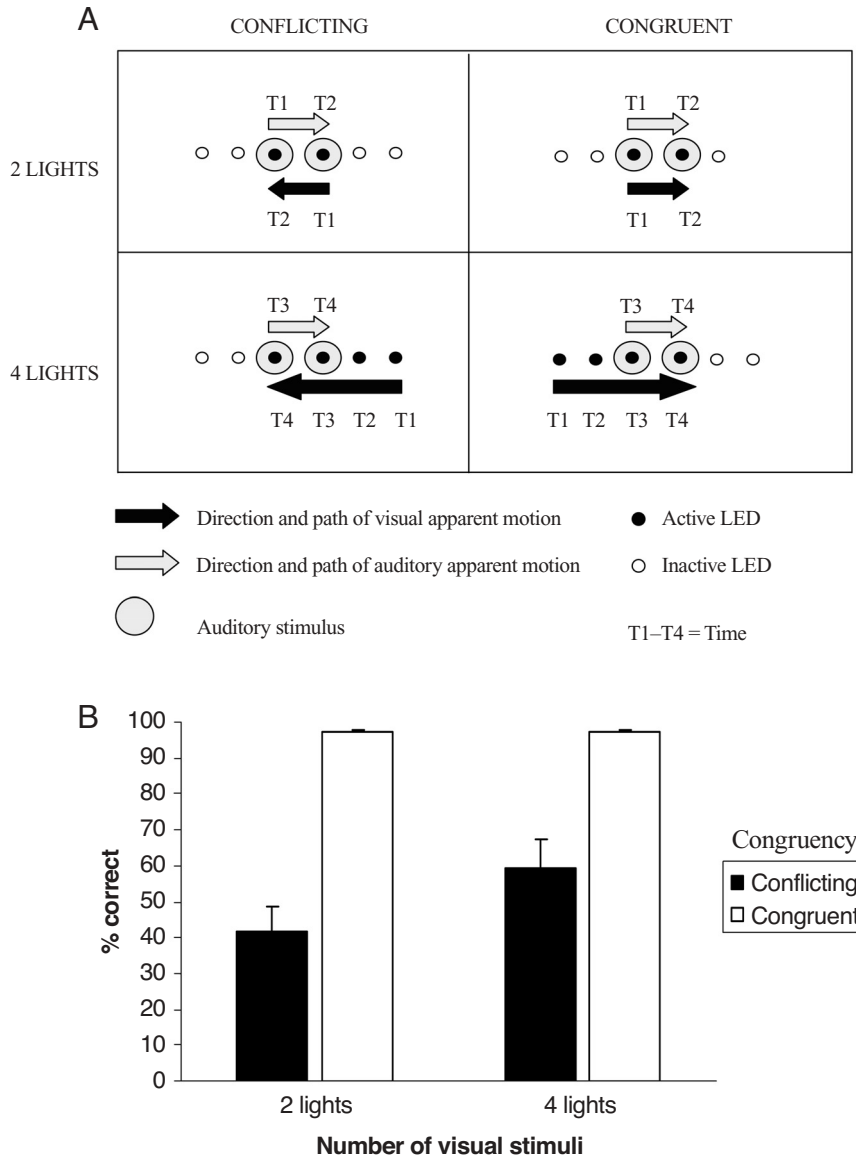 A
CONFLICTING CONGRUENT
T1 T2 T1 T2
2 LIGHTS
T2 T1 T1 T2
T3 T4 T3 T4
4 LIGHTS
T4 T3 T2 T1 T1 T2 T3 T4
Direction and path of visual apparent motion Active LED
Direction and path of auditory apparent motion Inactive LED
Auditory stimulus T1–T4 = Time
B
100
90
80
70
60
50
40
30
20
10
0
% correct
2 lights 4 lights
Number of visual stimuli
Congruency
Conflicting
Congruent